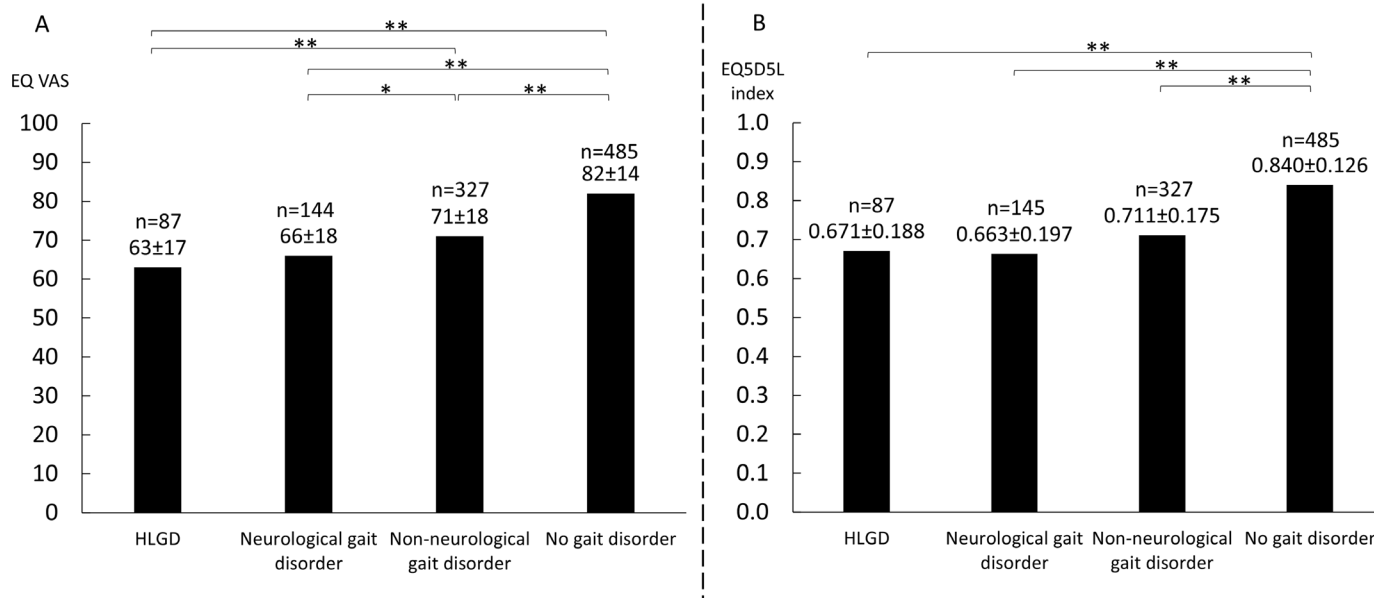 A
**
**
**
*
**
EQ VAS
100
90
80
70
60
50
40
30
20
10
0
n=87
63±17
n=144
66±18
n=327
71±18
n=485
82±14
HLGD
Neurological gait
disorder
Non-neurological
gait disorder
No gait disorder
B
**
**
**
EQ5D5L
index
1.0
0.9
0.8
0.7
0.6
0.5
0.4
0.3
0.2
0.1
0.0
n=87
0.671±0.188
n=145
0.663±0.197
n=327
0.711±0.175
n=485
0.840±0.126
HLGD
Neurological gait
disorder
Non-neurological
gait disorder
No gait disorder